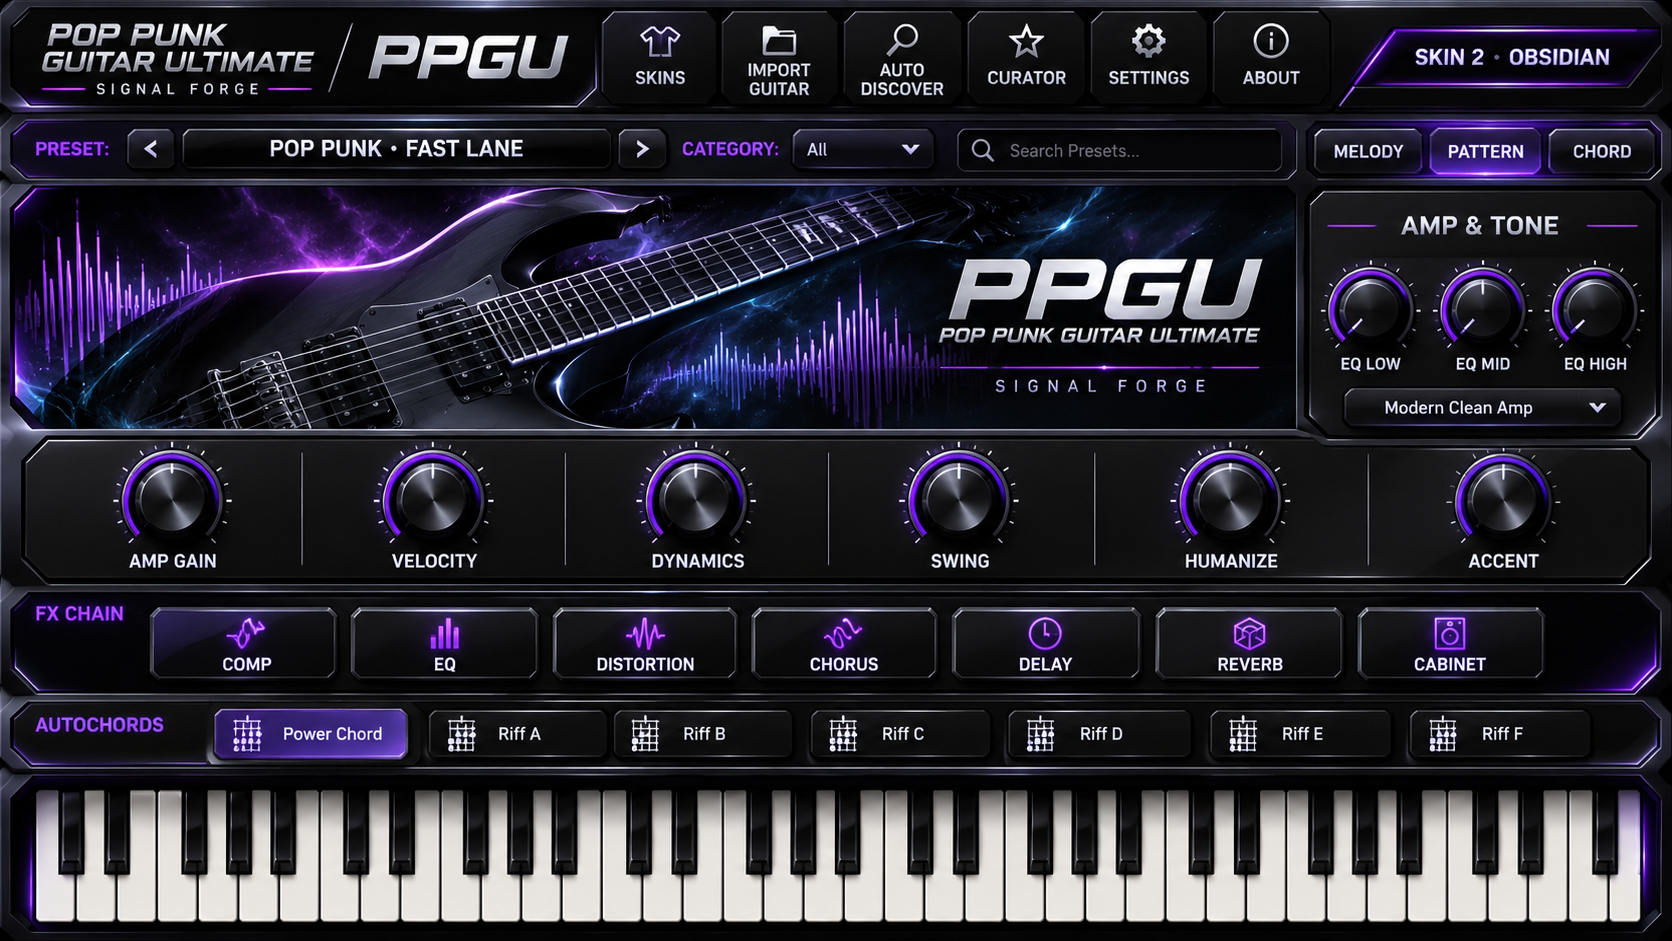 POP PUNK
GUITAR ULTIMATE
SIGNAL FORGE
PPGU
SKINS
IMPORT
GUITAR
AUTO
DISCOVER
CURATOR
SETTINGS
ABOUT
SKIN 2 • OBSIDIAN
PRESET:
<
POP PUNK • FAST LANE
>
CATEGORY:
All
Search Presets...
MELODY
PATTERN
CHORD
PPGU
POP PUNK GUITAR ULTIMATE
SIGNAL FORGE
AMP & TONE
EQ LOW
EQ MID
EQ HIGH
Modern Clean Amp
AMP GAIN
VELOCITY
DYNAMICS
SWING
HUMANIZE
ACCENT
FX CHAIN
COMP
EQ
DISTORTION
CHORUS
DELAY
REVERB
CABINET
AUTOCHORDS
Power Chord
Riff A
Riff B
Riff C
Riff D
Riff E
Riff F